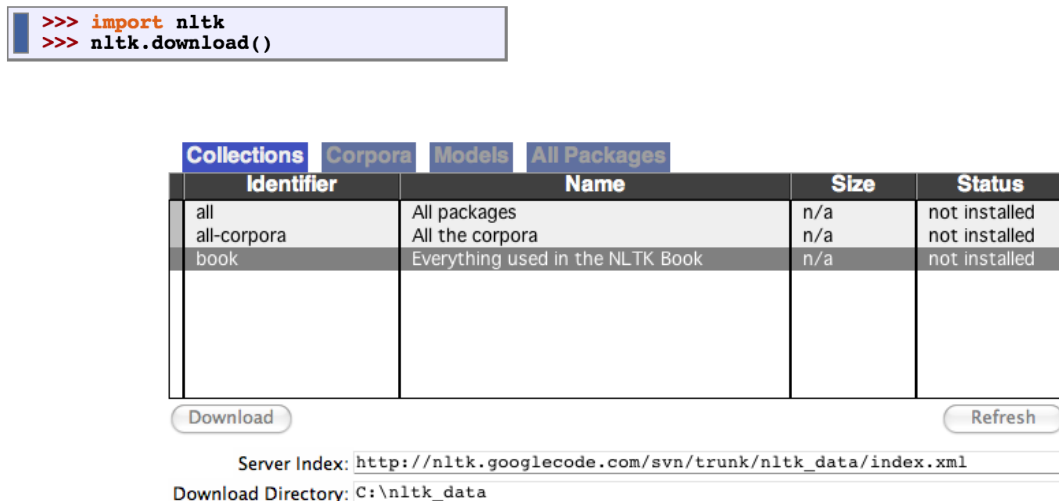 >>> import nltk
>>> nltk.download()
Collections Corpora Models All Packages
Identifier Name Size Status
all All packages n/a not installed
all-corpora All the corpora n/a not installed
book Everything used in the NLTK Book n/a not installed
Download Refresh
Server Index: http://nltk.googlecode.com/svn/trunk/nltk_data/index.xml
Download Directory: C:\nltk_data